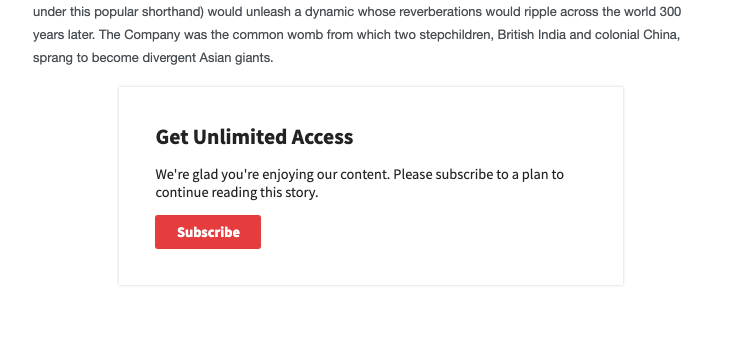 under this popular shorthand) would unleash a dynamic whose reverberations would ripple across the world 300
years later. The Company was the common womb from which two stepchildren, British India and colonial China,
sprang to become divergent Asian giants.
Get Unlimited Access
We're glad you're enjoying our content. Please subscribe to a plan to
continue reading this story.
Subscribe